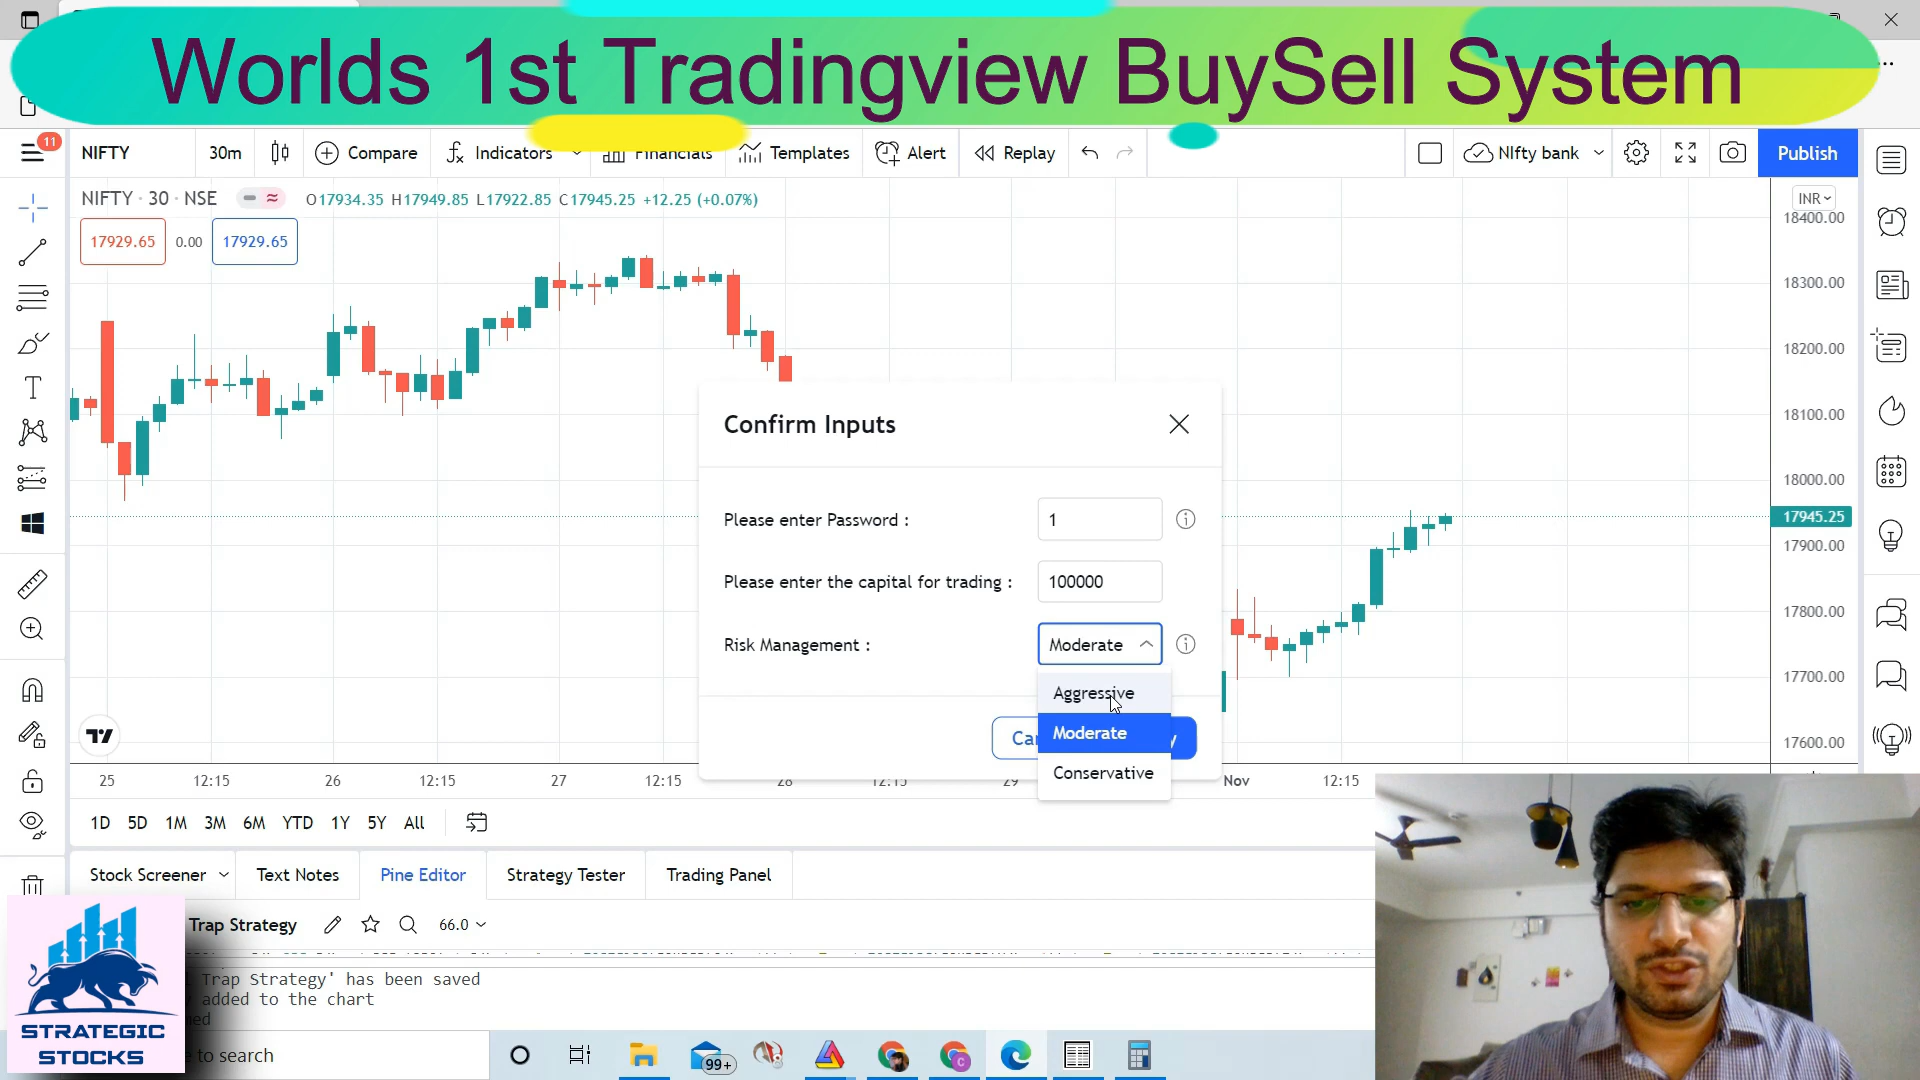 Worlds 1st Tradingview BuySell System
11
NIFTY
30m
Compare
Indicators
Financials
Templates
Alert
Replay
NIfty bank
Publish
NIFTY · 30 · NSE
O17934.35 H17949.85 L17922.85 C17945.25 +12.25 (+0.07%)
INR
17929.65
0.00
17929.65
18400.00
18300.00
18200.00
18100.00
18000.00
17945.25
17900.00
17800.00
17700.00
17600.00
Confirm Inputs
Please enter Password :
1
Please enter the capital for trading :
100000
Risk Management :
Moderate
Aggressive
Moderate
Conservative
Can
y
25
12:15
26
12:15
27
12:15
28
12:15
29
Nov
12:15
1D
5D
1M
3M
6M
YTD
1Y
5Y
All
Stock Screener
Text Notes
Pine Editor
Strategy Tester
Trading Panel
Trap Strategy
66.0
Trap Strategy' has been saved
added to the chart
STRATEGIC
STOCKS
to search
99+